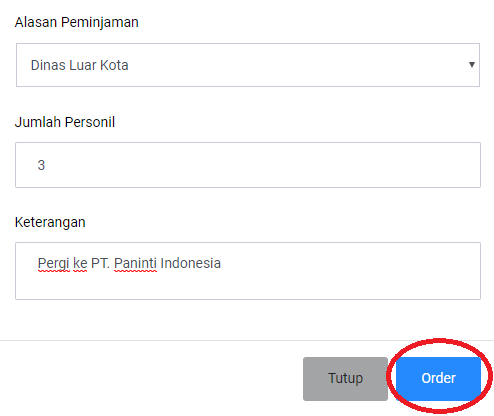 Alasan Peminjaman
Dinas Luar Kota
Jumlah Personil
3
Keterangan
Pergi ke PT. Paninti Indonesia
Tutup Order